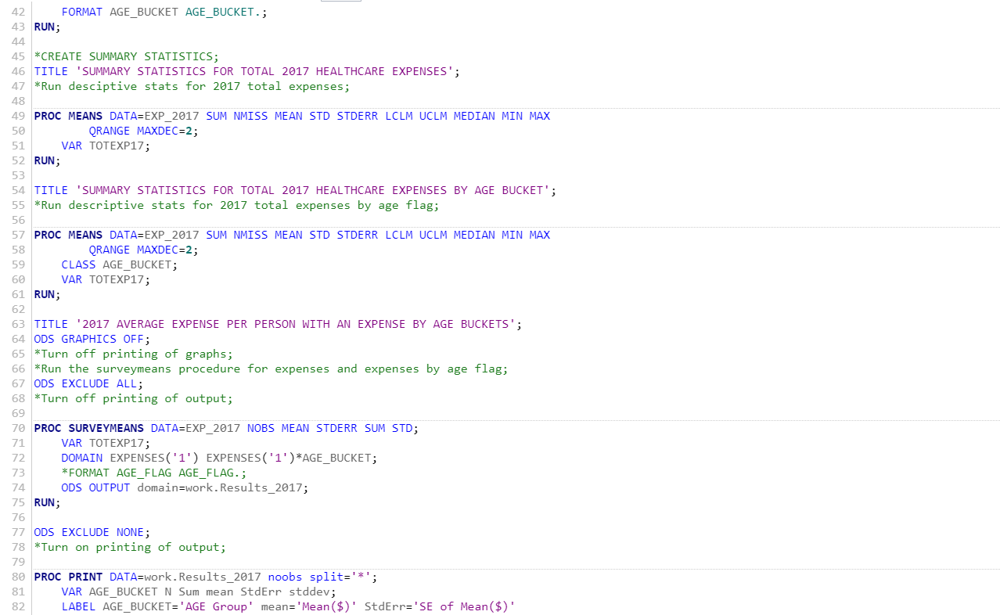 42 FORMAT AGE_BUCKET AGE_BUCKET.;
43 RUN;
44
45 *CREATE SUMMARY STATISTICS;
46 TITLE 'SUMMARY STATISTICS FOR TOTAL 2017 HEALTHCARE EXPENSES';
47 *Run desciptive stats for 2017 total expenses;
48
49 PROC MEANS DATA=EXP_2017 SUM NMISS MEAN STD STDERR LCLM UCLM MEDIAN MIN MAX
50 QRANGE MAXDEC=2;
51 VAR TOTEXP17;
52 RUN;
53
54 TITLE 'SUMMARY STATISTICS FOR TOTAL 2017 HEALTHCARE EXPENSES BY AGE BUCKET';
55 *Run descriptive stats for 2017 total expenses by age flag;
56
57 PROC MEANS DATA=EXP_2017 SUM NMISS MEAN STD STDERR LCLM UCLM MEDIAN MIN MAX
58 QRANGE MAXDEC=2;
59 CLASS AGE_BUCKET;
60 VAR TOTEXP17;
61 RUN;
62
63 TITLE '2017 AVERAGE EXPENSE PER PERSON WITH AN EXPENSE BY AGE BUCKETS';
64 ODS GRAPHICS OFF;
65 *Turn off printing of graphs;
66 *Run the surveymeans procedure for expenses and expenses by age flag;
67 ODS EXCLUDE ALL;
68 *Turn off printing of output;
69
70 PROC SURVEYMEANS DATA=EXP_2017 NOBS MEAN STDERR SUM STD;
71 VAR TOTEXP17;
72 DOMAIN EXPENSES('1') EXPENSES('1')*AGE_BUCKET;
73 *FORMAT AGE_FLAG AGE_FLAG.;
74 ODS OUTPUT domain=work.Results_2017;
75 RUN;
76
77 ODS EXCLUDE NONE;
78 *Turn on printing of output;
79
80 PROC PRINT DATA=work.Results_2017 noobs split='*';
81 VAR AGE_BUCKET N Sum mean StdErr stddev;
82 LABEL AGE_BUCKET='AGE Group' mean='Mean($)' StdErr='SE of Mean($)'